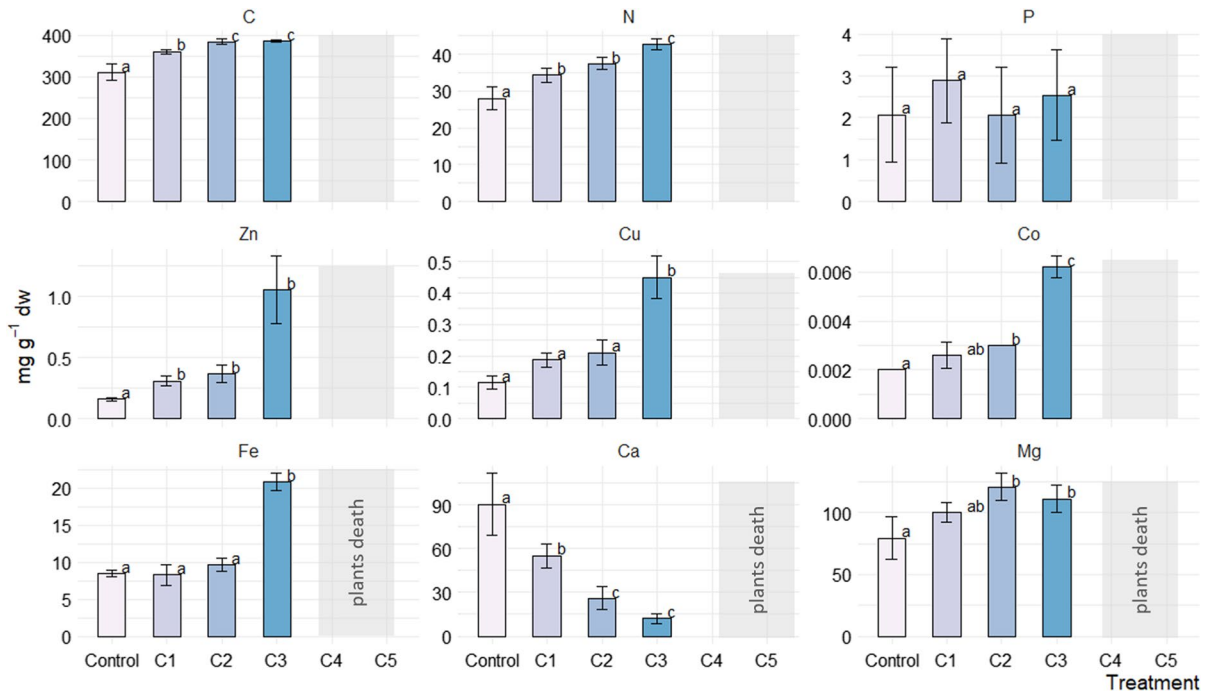 C N P
400 a b c c
300
200
100
0
40 a b b c
30
20
10
0
4 a a a a
3
2
1
0
Zn Cu Co
1.0 a b b b
0.5
0.0
0.5 a a a b
0.4
0.3
0.2
0.1
0.0
0.006 a ab b c
0.004
0.002
0.000
mg g⁻¹ dw
Fe Ca Mg
20 a a a b
15
10
5
0
plants death
90 a b c c
60
30
0
plants death
100 a ab b b
50
0
plants death
Control C1 C2 C3 C4 C5
Control C1 C2 C3 C4 C5
Control C1 C2 C3 C4 C5
Treatment